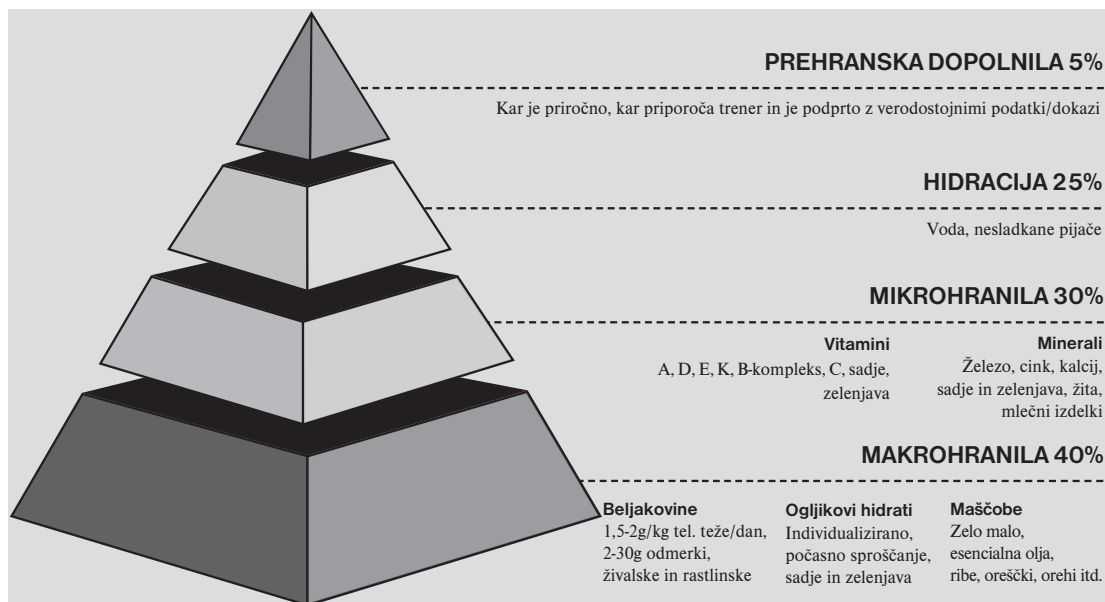 PREHRANSKA DOPOLNILA 5%
Kar je priročno, kar priporoča trener in je podprto z verodostojnimi podatki/dokazi
HIDRACIJA 25%
Voda, nesladkane pijače
MIKROHRANILA 30%
Vitamini
A, D, E, K, B-kompleks, C, sadje,
zelenjava
Minerali
Železo, cink, kalcij,
sadje in zelenjava, žita,
mlečni izdelki
MAKROHRANILA 40%
Beljakovine
1,5-2g/kg tel. teže/dan,
2-30g odmerki,
živalske in rastlinske
Ogljikovi hidrati
Individualizirano,
počasno sproščanje,
sadje in zelenjava
Maščobe
Zelo malo,
esencialna olja,
ribe, oreščki, orehi itd.